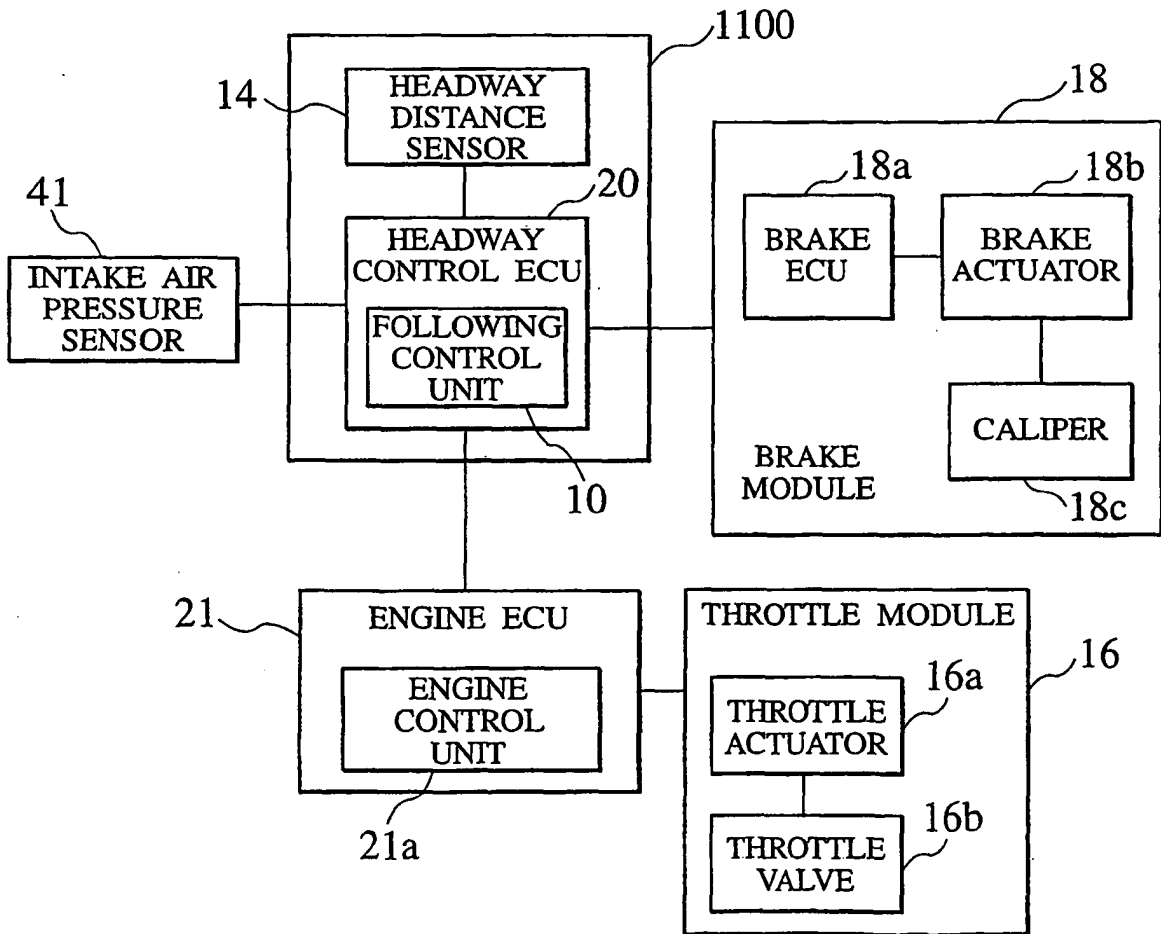 1100
HEADWAY
DISTANCE
SENSOR
14
18
20
18a
18b
41
HEADWAY
CONTROL ECU
BRAKE
ECU
BRAKE
ACTUATOR
INTAKE AIR
PRESSURE
SENSOR
FOLLOWING
CONTROL
UNIT
CALIPER
BRAKE
MODULE
10
18c
21
ENGINE ECU
THROTTLE MODULE
16
ENGINE
CONTROL
UNIT
16a
THROTTLE
ACTUATOR
21a
16b
THROTTLE
VALVE